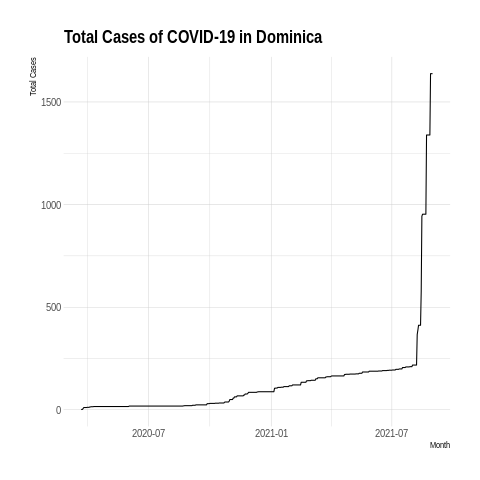 Total Cases of COVID-19 in Dominica
Total Cases
1500
1000
500
0
2020-07
2021-01
2021-07
Month